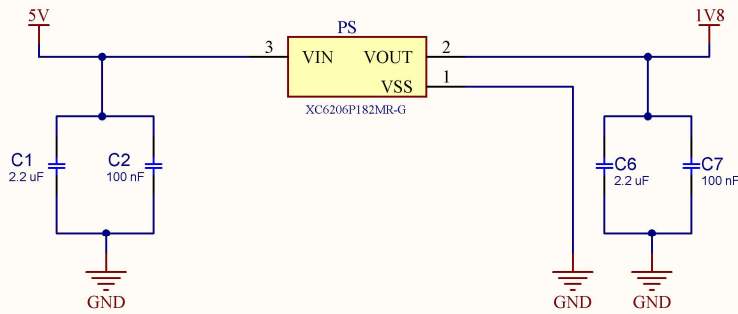 5V
PS
1V8
3
VIN
VOUT
2
VSS
1
XC6206P182MR-G
C1
2.2 uF
C2
100 nF
C6
2.2 uF
C7
100 nF
GND
GND
GND